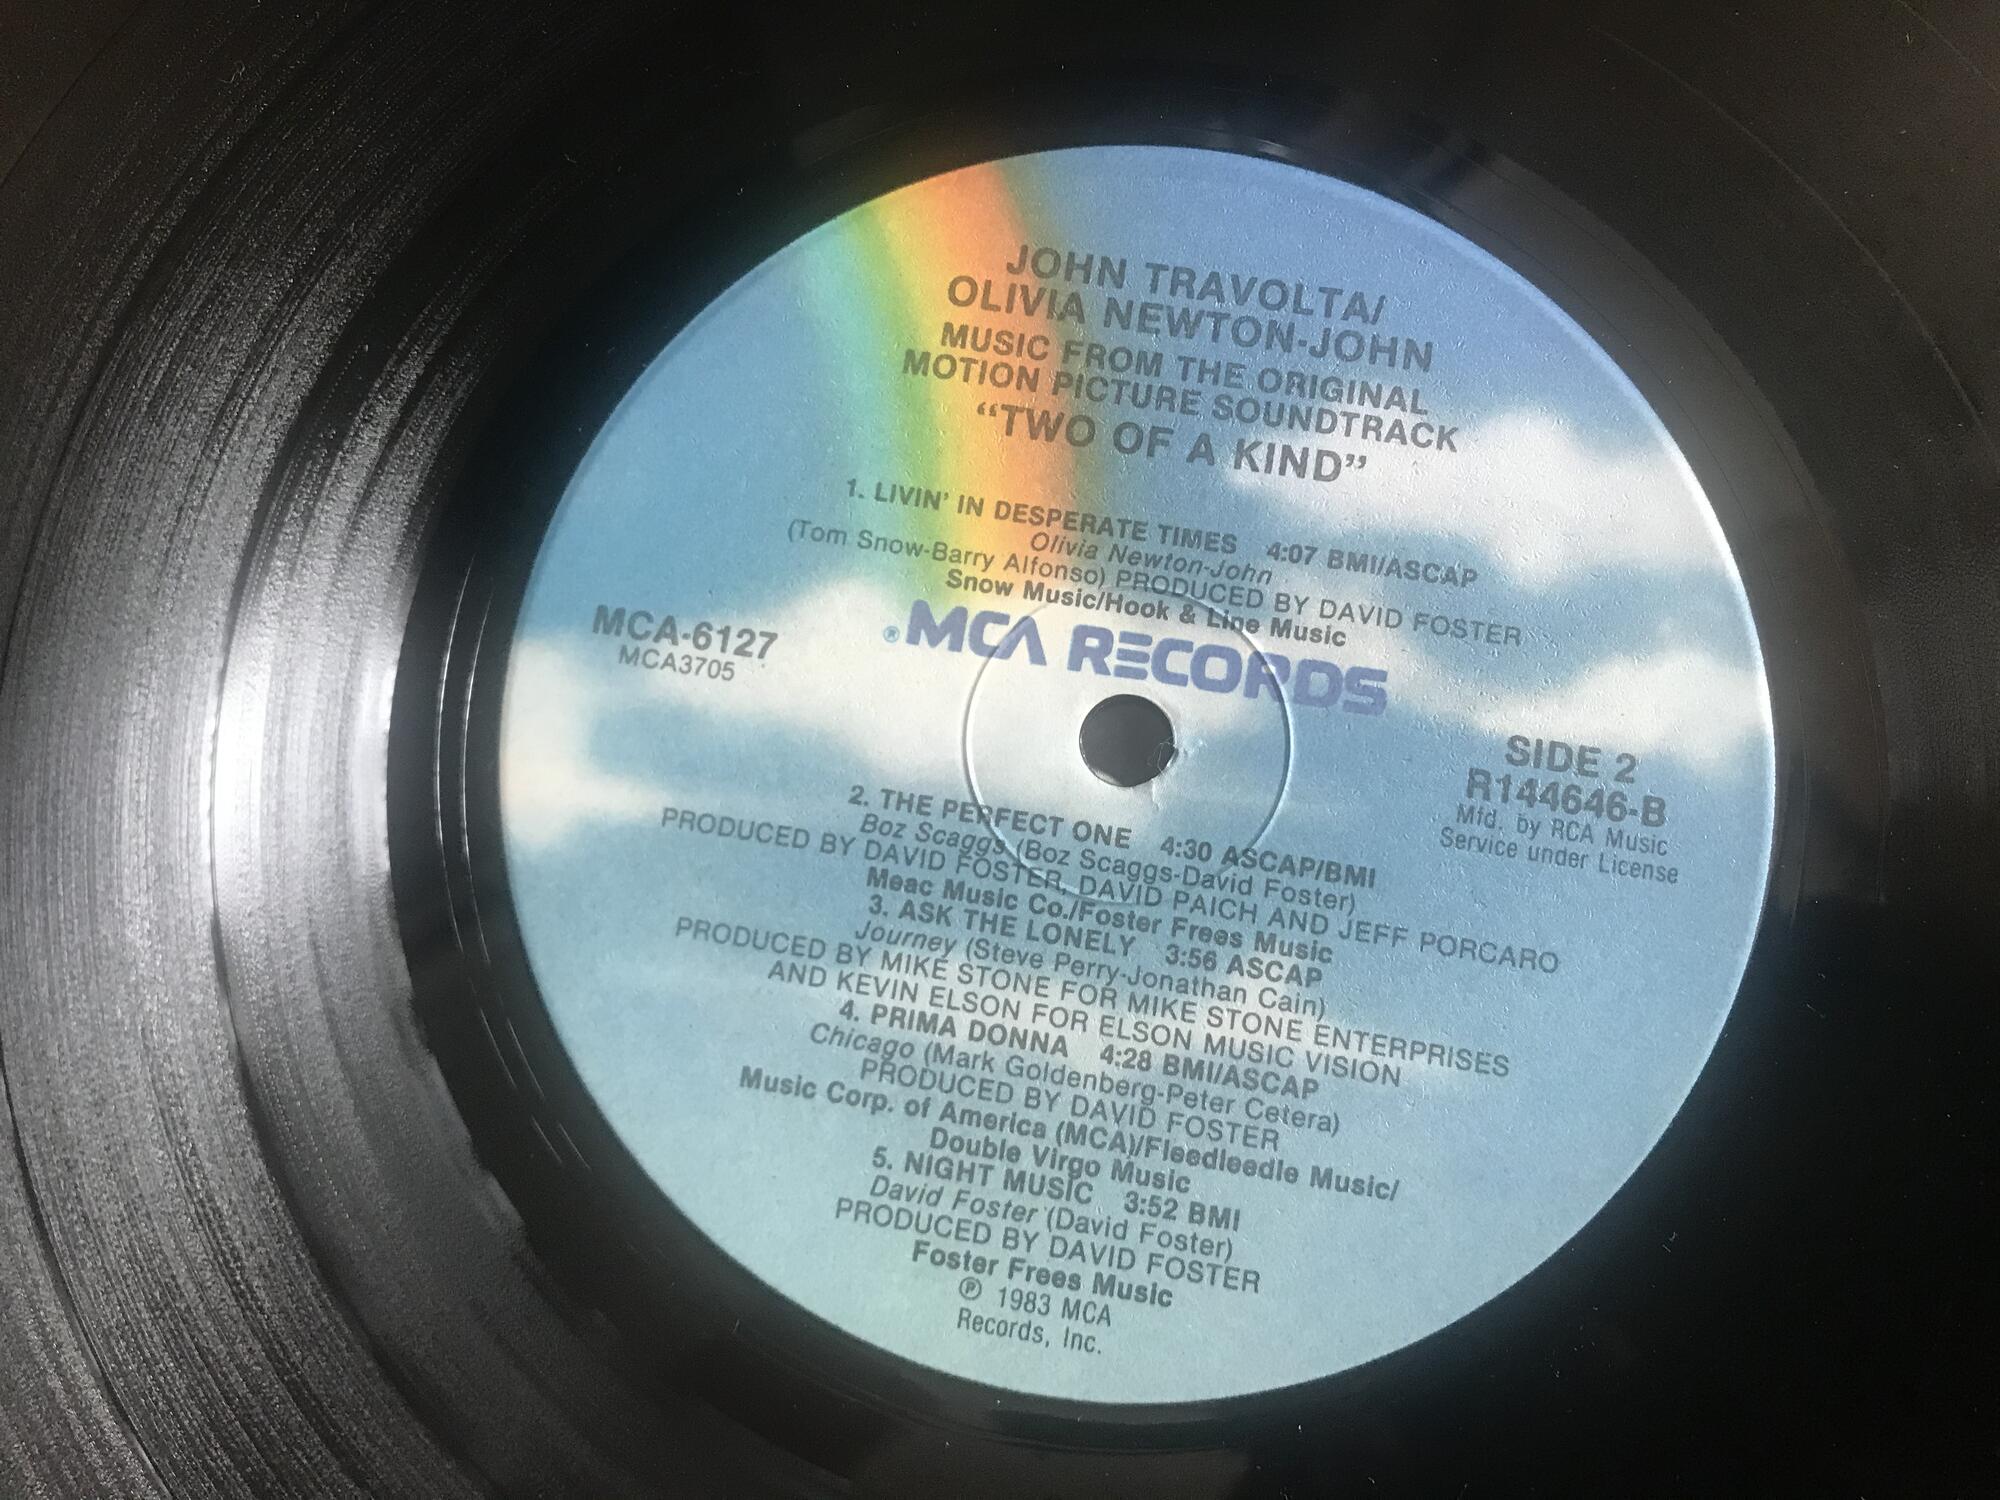 JOHN TRAVOLTA/
OLIVIA NEWTON-JOHN
MUSIC FROM THE ORIGINAL
MOTION PICTURE SOUNDTRACK
“TWO OF A KIND”
1. LIVIN’ IN DESPERATE TIMES 4:07 BMI/ASCAP
Olivia Newton-John
(Tom Snow-Barry Alfonso) PRODUCED BY DAVID FOSTER
Snow Music/Hook & Line Music
®MCA RECORDS
MCA-6127
MCA3705
SIDE 2
R144646-B
Mfd. by RCA Music
Service under License
2. THE PERFECT ONE 4:30 ASCAP/BMI
Boz Scaggs (Boz Scaggs-David Foster)
PRODUCED BY DAVID FOSTER, DAVID PAICH AND JEFF PORCARO
Meac Music Co./Foster Frees Music
3. ASK THE LONELY 3:56 ASCAP
Journey (Steve Perry-Jonathan Cain)
PRODUCED BY MIKE STONE FOR MIKE STONE ENTERPRISES
AND KEVIN ELSON FOR ELSON MUSIC VISION
4. PRIMA DONNA 4:28 BMI/ASCAP
Chicago (Mark Goldenberg-Peter Cetera)
PRODUCED BY DAVID FOSTER
Music Corp. of America (MCA)/Fleedleedle Music/
Double Virgo Music
5. NIGHT MUSIC 3:52 BMI
David Foster (David Foster)
PRODUCED BY DAVID FOSTER
Foster Frees Music
℗ 1983 MCA
Records, Inc.